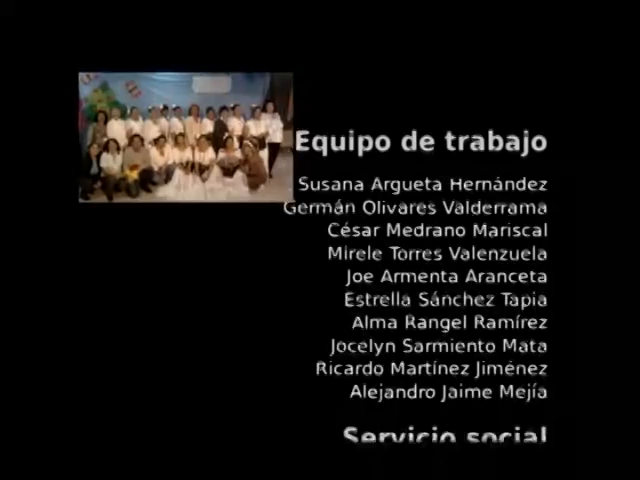 Equipo de trabajo
Susana Argueta Hernández
Germán Olivares Valderrama
César Medrano Mariscal
Mirele Torres Valenzuela
Joe Armenta Aranceta
Estrella Sánchez Tapia
Alma Rangel Ramírez
Jocelyn Sarmiento Mata
Ricardo Martínez Jiménez
Alejandro Jaime Mejía
Servicio social